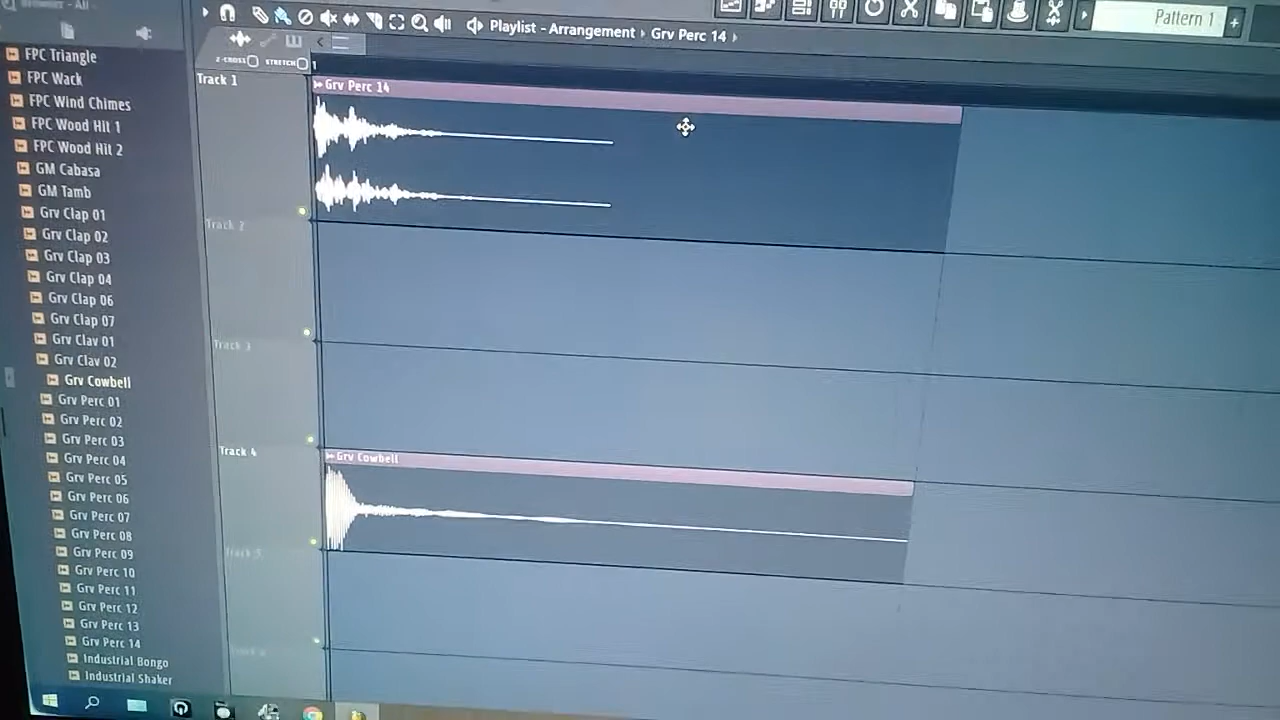 Browser - All
FPC Triangle
FPC Wack
FPC Wind Chimes
FPC Wood Hit 1
FPC Wood Hit 2
GM Cabasa
GM Tamb
Grv Clap 01
Grv Clap 02
Grv Clap 03
Grv Clap 04
Grv Clap 06
Grv Clap 07
Grv Clav 01
Grv Clav 02
Grv Cowbell
Grv Perc 01
Grv Perc 02
Grv Perc 03
Grv Perc 04
Grv Perc 05
Grv Perc 06
Grv Perc 07
Grv Perc 08
Grv Perc 09
Grv Perc 10
Grv Perc 11
Grv Perc 12
Grv Perc 13
Grv Perc 14
Industrial Bongo
Industrial Shaker
Playlist - Arrangement › Grv Perc 14 ›
Pattern 1 +
Z-CROSS STRETCH
1
Track 1
Grv Perc 14
Track 2
Track 3
Track 4
Grv Cowbell
Track 5